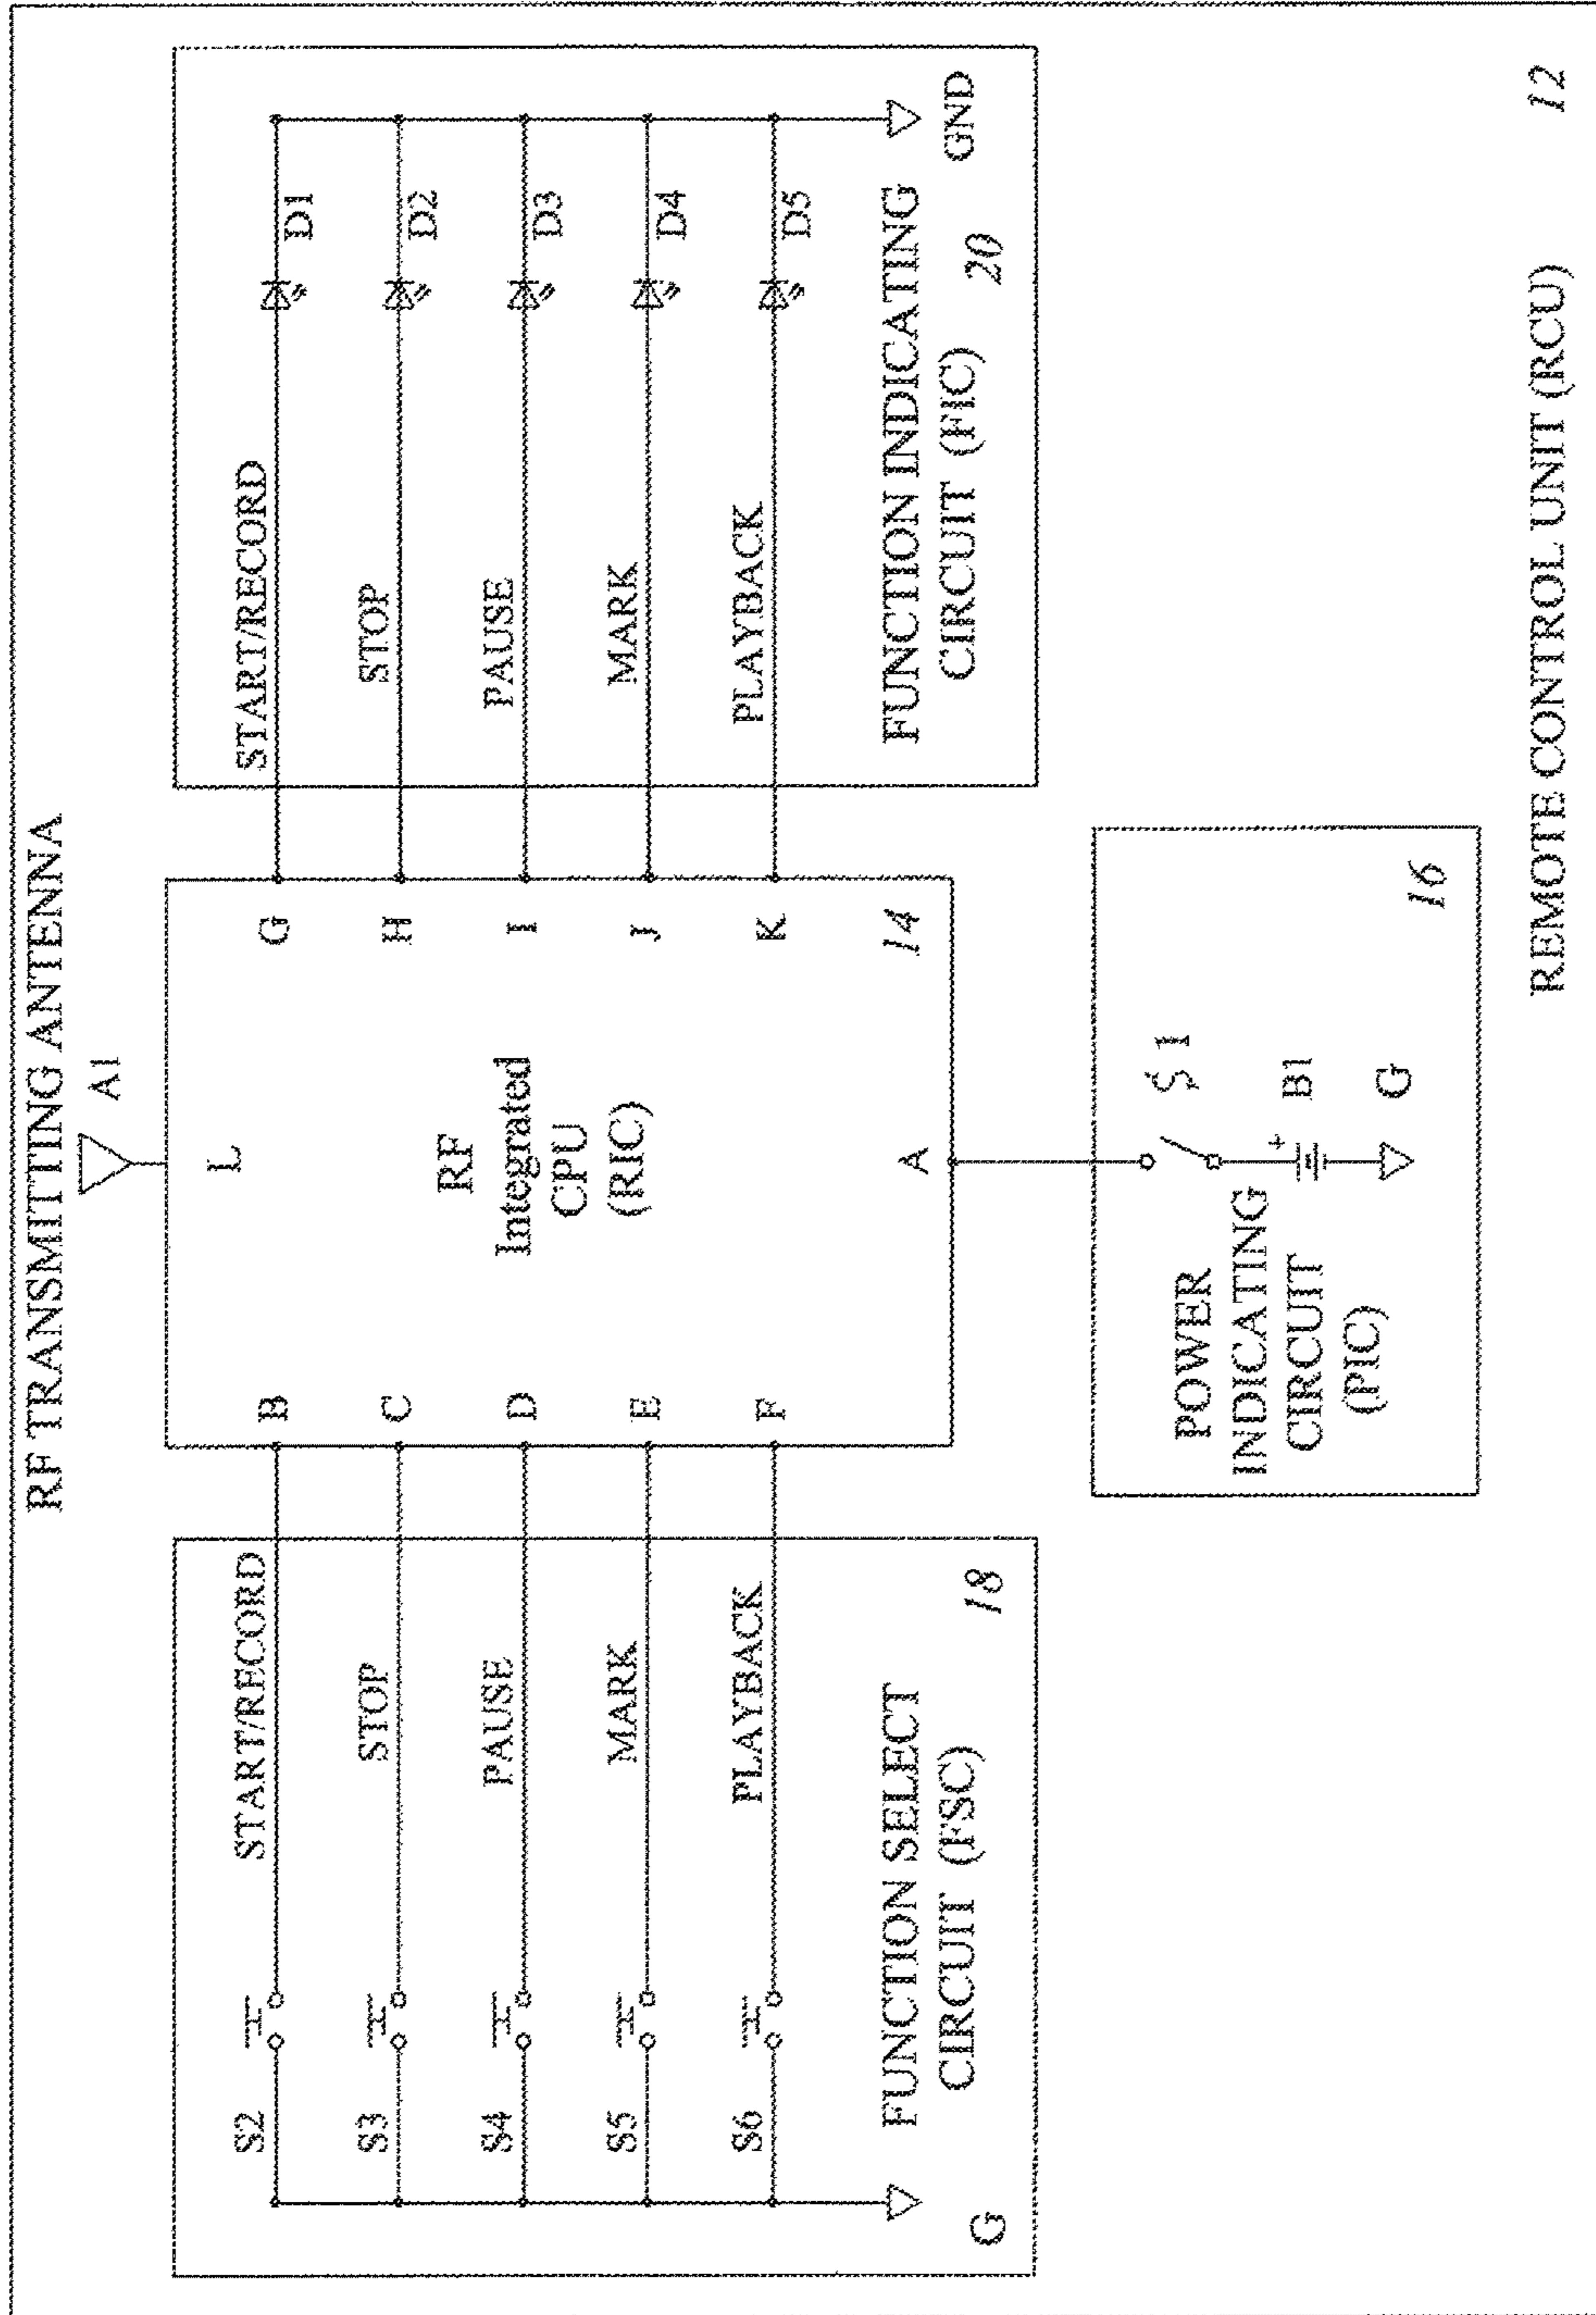 RF TRANSMITTING ANTENNA
A1
S2
START/RECORD
B
L
G
START/RECORD
D1
S3
STOP
C
H
STOP
D2
S4
PAUSE
D
RF
Integrated
CPU
(RIC)
I
PAUSE
D3
S5
MARK
E
J
MARK
D4
S6
PLAYBACK
F
K
PLAYBACK
D5
A
14
G
FUNCTION SELECT
CIRCUIT (FSC)
18
FUNCTION INDICATING
CIRCUIT (FIC)
20
GND
POWER
INDICATING
CIRCUIT
(PIC)
S 1
B1
+
G
16
REMOTE CONTROL UNIT (RCU)
12